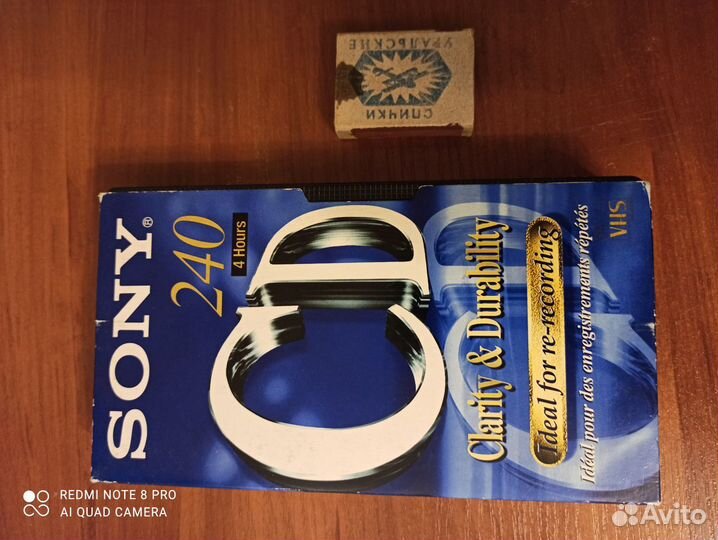 УРАЛЬСКИЕ
СПИЧКИ
SONY®
240
4 Hours
CD
Clarity & Durability
Ideal for re-recording
Idéal pour des enregistrements répétés
VHS
REDMI NOTE 8 PRO
AI QUAD CAMERA
Avito